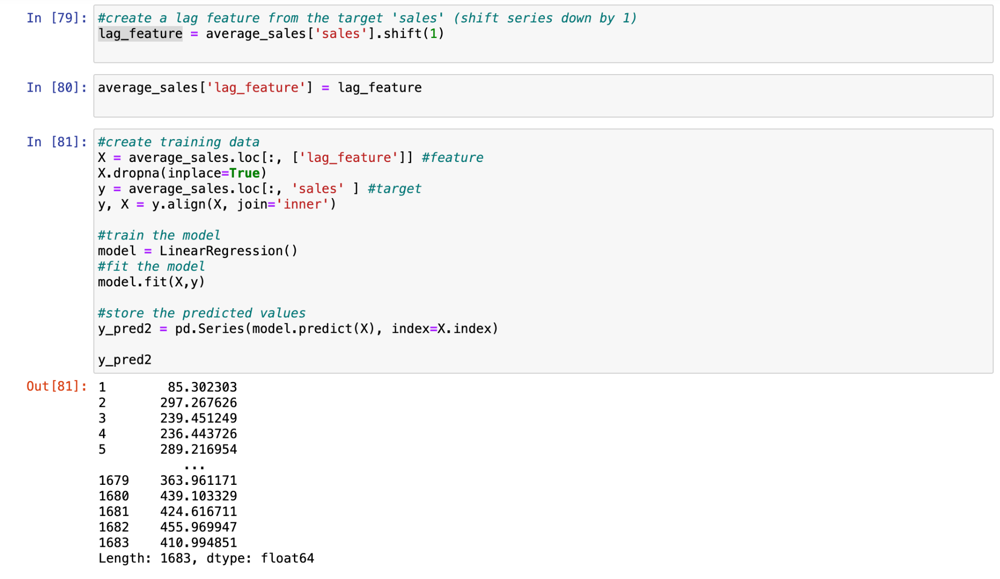 In [79]: #create a lag feature from the target 'sales' (shift series down by 1)
lag_feature = average_sales['sales'].shift(1)
In [80]: average_sales['lag_feature'] = lag_feature
In [81]: #create training data
X = average_sales.loc[:, ['lag_feature']] #feature
X.dropna(inplace=True)
y = average_sales.loc[:, 'sales' ] #target
y, X = y.align(X, join='inner')
#train the model
model = LinearRegression()
#fit the model
model.fit(X,y)
#store the predicted values
y_pred2 = pd.Series(model.predict(X), index=X.index)
y_pred2
Out[81]: 1 85.302303
2 297.267626
3 239.451249
4 236.443726
5 289.216954
...
1679 363.961171
1680 439.103329
1681 424.616711
1682 455.969947
1683 410.994851
Length: 1683, dtype: float64